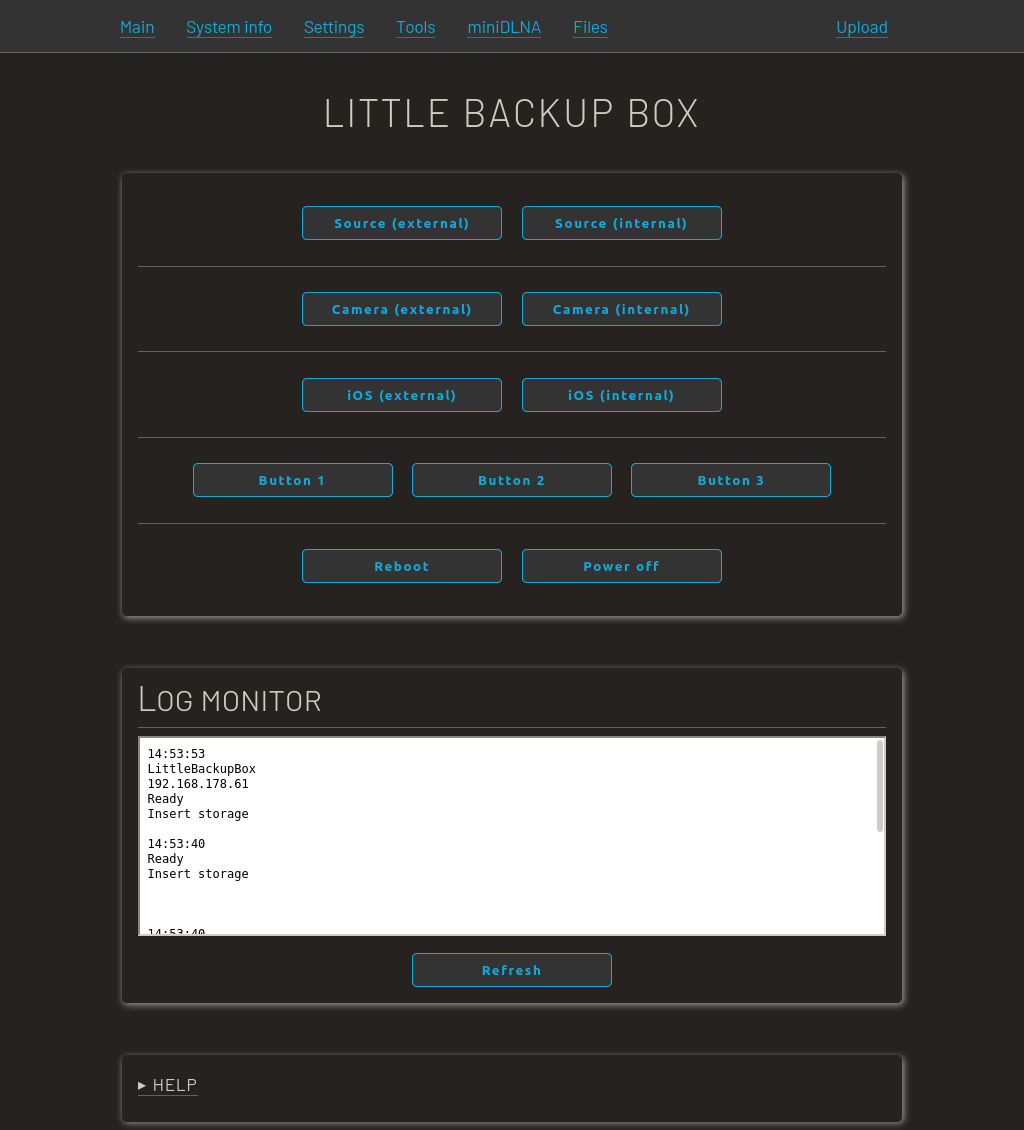 Main System info Settings Tools miniDLNA Files Upload
LITTLE BACKUP BOX
Source (external) Source (internal)
Camera (external) Camera (internal)
iOS (external) iOS (internal)
Button 1 Button 2 Button 3
Reboot Power off
LOG MONITOR
14:53:53
LittleBackupBox
192.168.178.61
Ready
Insert storage
14:53:40
Ready
Insert storage
14:53:40
Refresh
▸ HELP